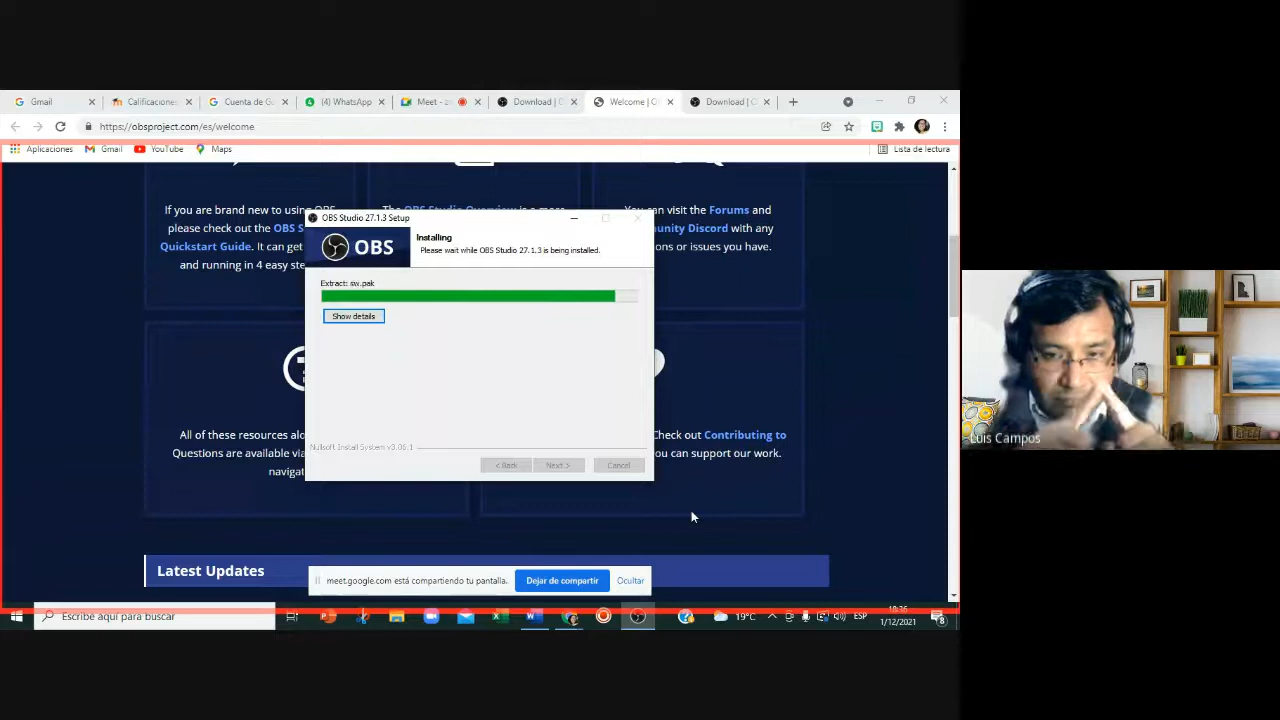 Gmail
Calificaciones
Cuenta de G
(4) WhatsApp
Meet - z
Download |
Welcome | O
Download |
https://obsproject.com/es/welcome
Aplicaciones
Gmail
YouTube
Maps
Lista de lectura
If you are brand new to using OBS
please check out the OBS S
Quickstart Guide. It can get
and running in 4 easy ste
The OBS Studio Overview is a more
You can visit the Forums and
munity Discord with any
ons or issues you have.
OBS Studio 27.1.3 Setup
OBS
Installing
Please wait while OBS Studio 27.1.3 is being installed.
Extract: sw.pak
Show details
Nullsoft Install System v3.06.1
< Back
Next >
Cancel
All of these resources alo
Questions are available via
navigat
Check out Contributing to
you can support our work.
Luis Campos
Latest Updates
meet.google.com está compartiendo tu pantalla.
Dejar de compartir
Ocultar
Escribe aquí para buscar
19°C
ESP
18:36
1/12/2021
8